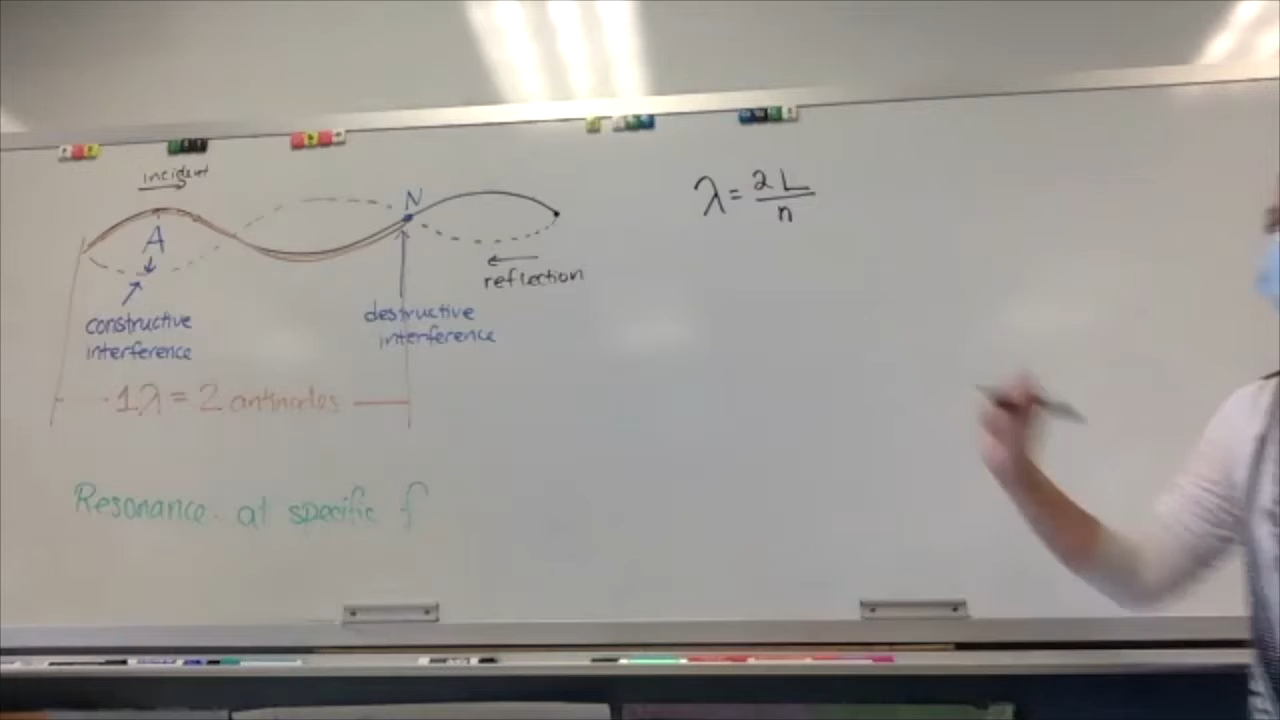 incident
N
λ = 2L
n
A
reflection
constructive
interference
destructive
interference
1λ = 2 antinodes
Resonance at specific f